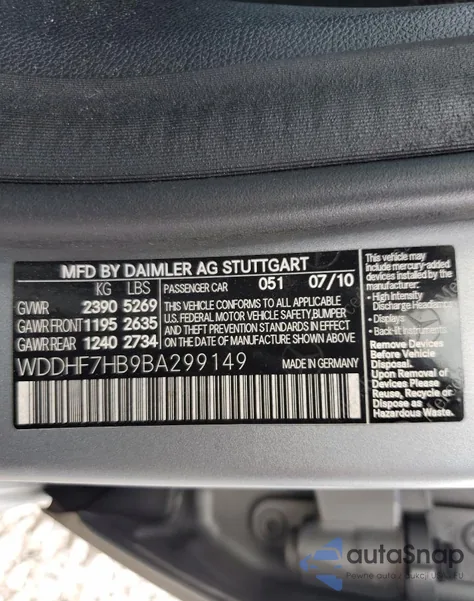 MFD BY DAIMLER AG STUTTGART
KG LBS
GVWR 2390 5269
GAWR FRONT 1195 2635
GAWR REAR 1240 2734
PASSENGER CAR 051 07/10
THIS VEHICLE CONFORMS TO ALL APPLICABLE
U.S. FEDERAL MOTOR VEHICLE SAFETY,BUMPER
AND THEFT PREVENTION STANDARDS IN EFFECT
ON THE DATE OF MANUFACTURE SHOWN ABOVE.
WDDHF7HB9BA299149 MADE IN GERMANY
This vehicle may
include mercury-added
devices installed by the
manufacturer:
- High Intensity
Discharge Headlamps
- Display
- Back-lit Instruments
Remove Devices
Before Vehicle
Disposal.
Upon Removal of
Devices Please
Reuse, Recycle or
Dispose as
Hazardous Waste.
autoSnap
Pewne autow